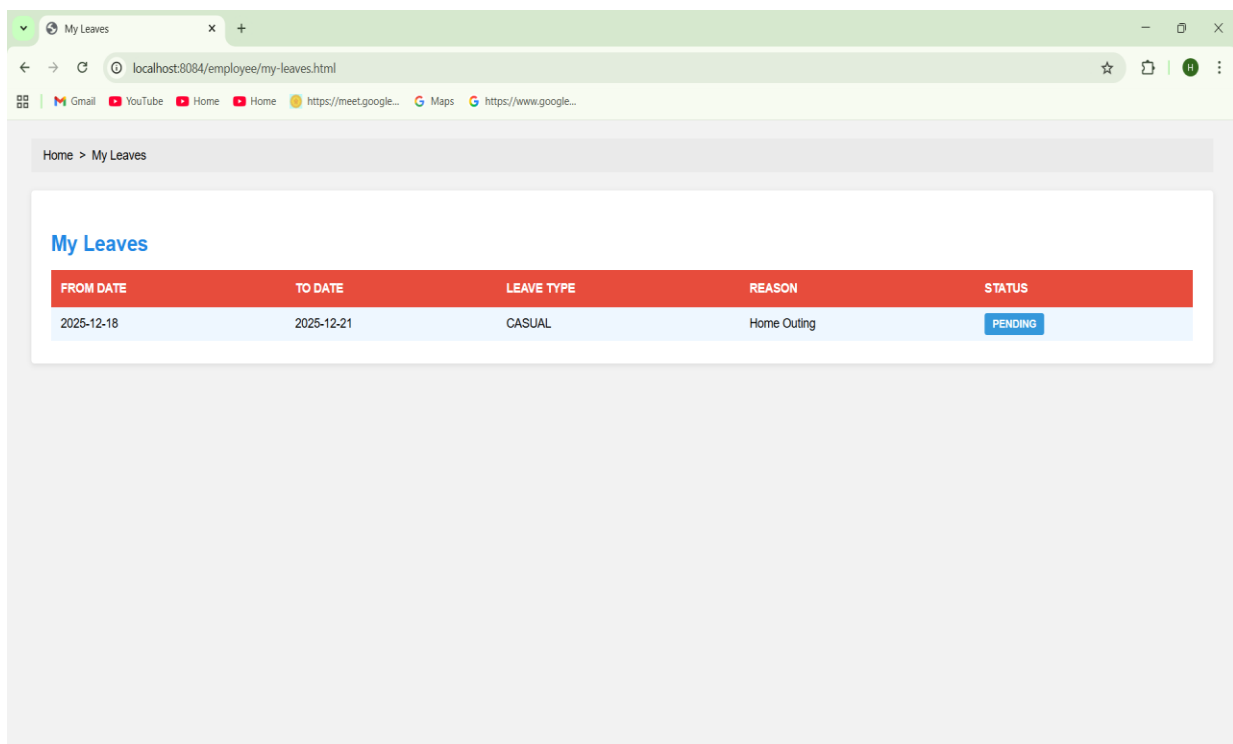 My Leaves
localhost:8084/employee/my-leaves.html
H
Gmail YouTube Home Home https://meet.google... Maps https://www.google...
Home > My Leaves
My Leaves
FROM DATE TO DATE LEAVE TYPE REASON STATUS
2025-12-18 2025-12-21 CASUAL Home Outing PENDING